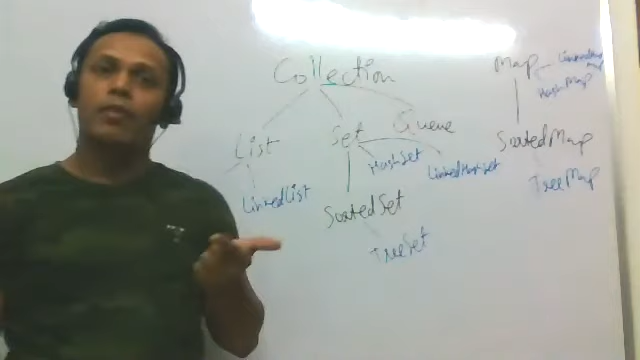 Collection
List
Set
Queue
LinkedList
HashSet
LinkedHashSet
SortedSet
TreeSet
Map
HashMap
SortedMap
TreeMap